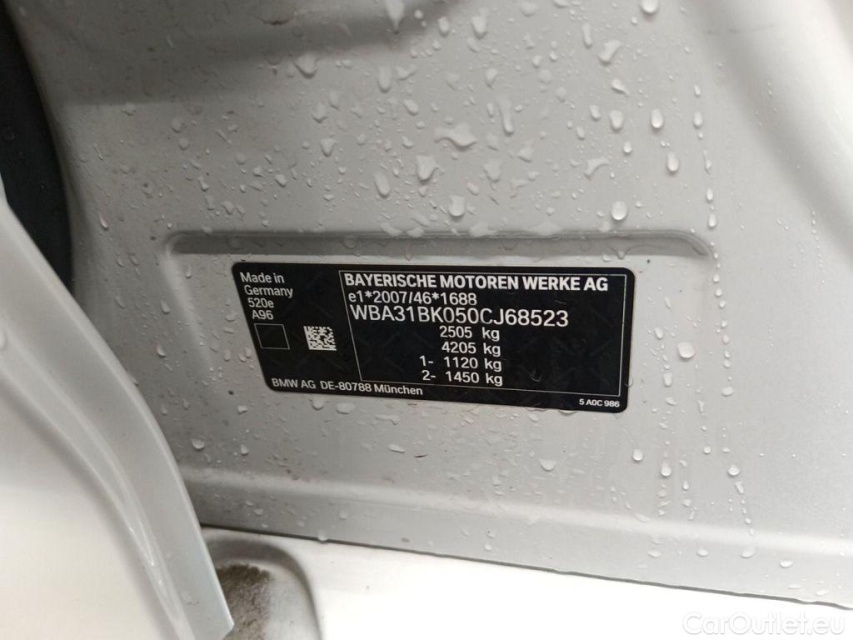 Made in
Germany
520e
A96
BAYERISCHE MOTOREN WERKE AG
e1*2007/46*1688
WBA31BK050CJ68523
2505 kg
4205 kg
1- 1120 kg
2- 1450 kg
BMW AG DE-80788 München
5 A0C 986
CarOutlet.eu